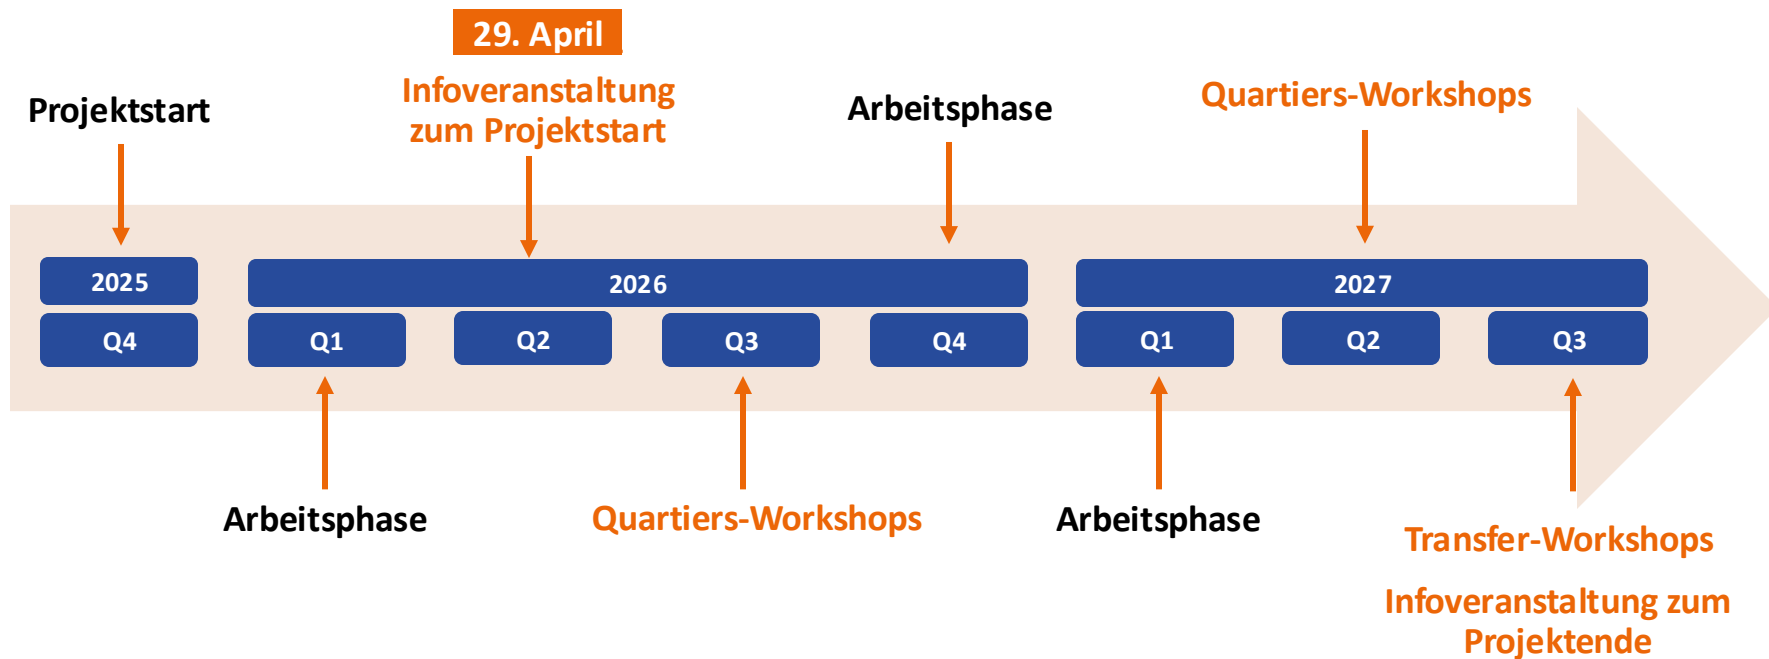 29. April
Infoveranstaltung
zum Projektstart
Projektstart
Arbeitsphase
Quartiers-Workshops
2025
2026
2027
Q4
Q1
Q2
Q3
Q4
Q1
Q2
Q3
Arbeitsphase
Quartiers-Workshops
Arbeitsphase
Transfer-Workshops
Infoveranstaltung zum
Projektende